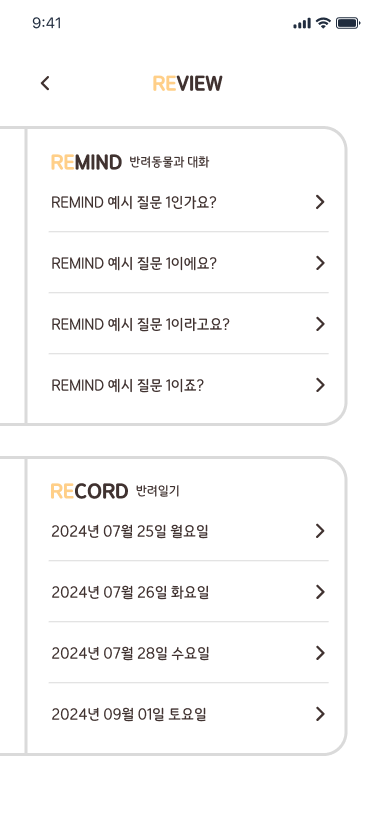 9:41
REVIEW
REMIND 반려동물과 대화
REMIND 예시 질문 1인가요?
REMIND 예시 질문 1이에요?
REMIND 예시 질문 1이라고요?
REMIND 예시 질문 1이죠?
RECORD 반려일기
2024년 07월 25일 월요일
2024년 07월 26일 화요일
2024년 07월 28일 수요일
2024년 09월 01일 토요일